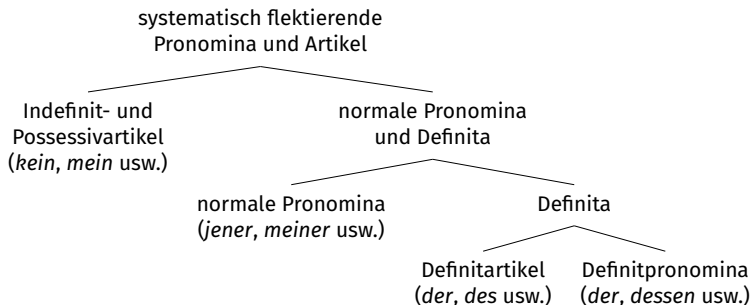 systematisch flektierende
Pronomina und Artikel
Indefinit- und
Possessivartikel
(kein, mein usw.)
normale Pronomina
und Definita
normale Pronomina
(jener, meiner usw.)
Definita
Definitartikel
(der, des usw.)
Definitpronomina
(der, dessen usw.)